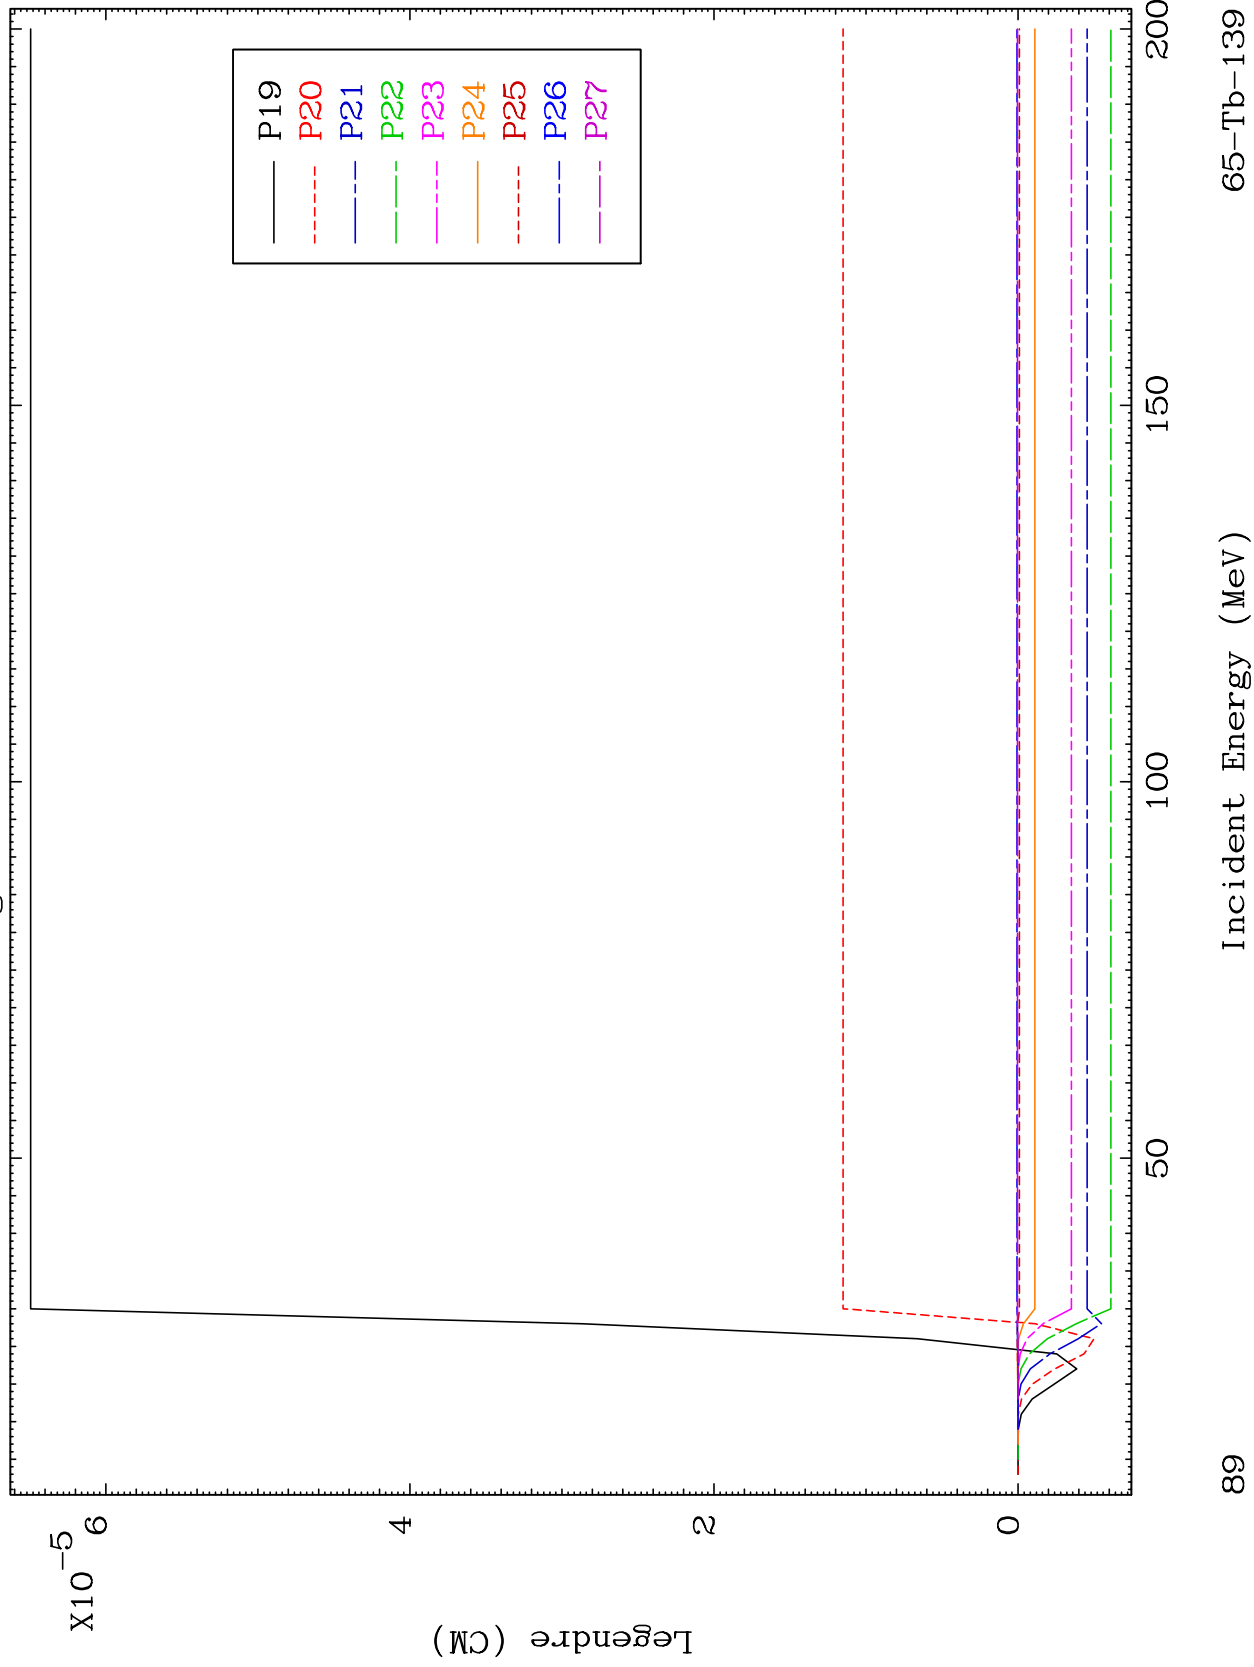 X10-5
6
4
2
0
Legendre (CM)
P19
P20
P21
P22
P23
P24
P25
P26
P27
50
100
150
200
Incident Energy (MeV)
89
65-Tb-139